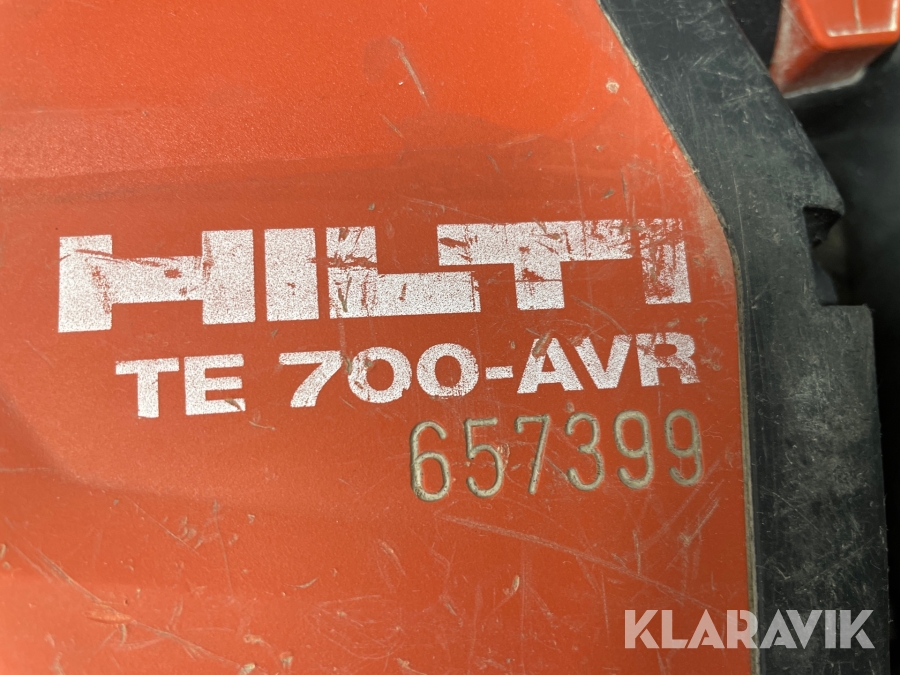 HILTI
TE 700-AVR
657399
KLARAVIK